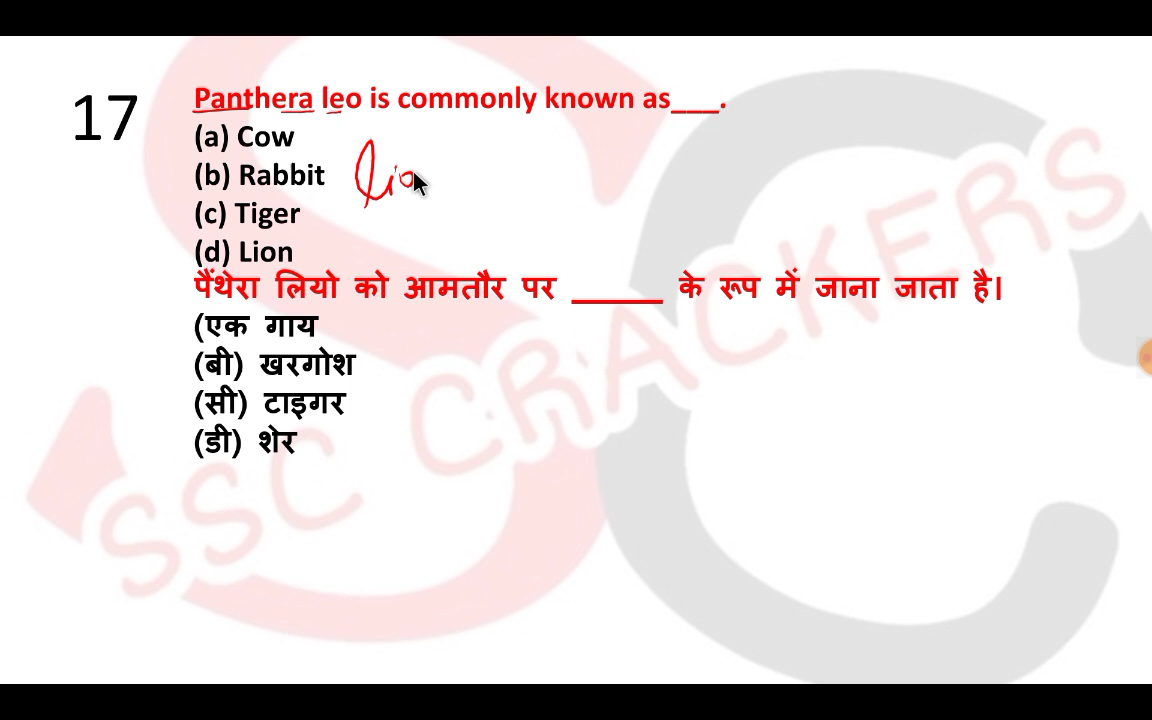 17
Panthera leo is commonly known as___.
(a) Cow
(b) Rabbit
(c) Tiger
(d) Lion
lio
पैंथेरा लियो को आमतौर पर ______ के रूप में जाना जाता है।
(एक गाय
(बी) खरगोश
(सी) टाइगर
(डी) शेर
SSC CRACKERS